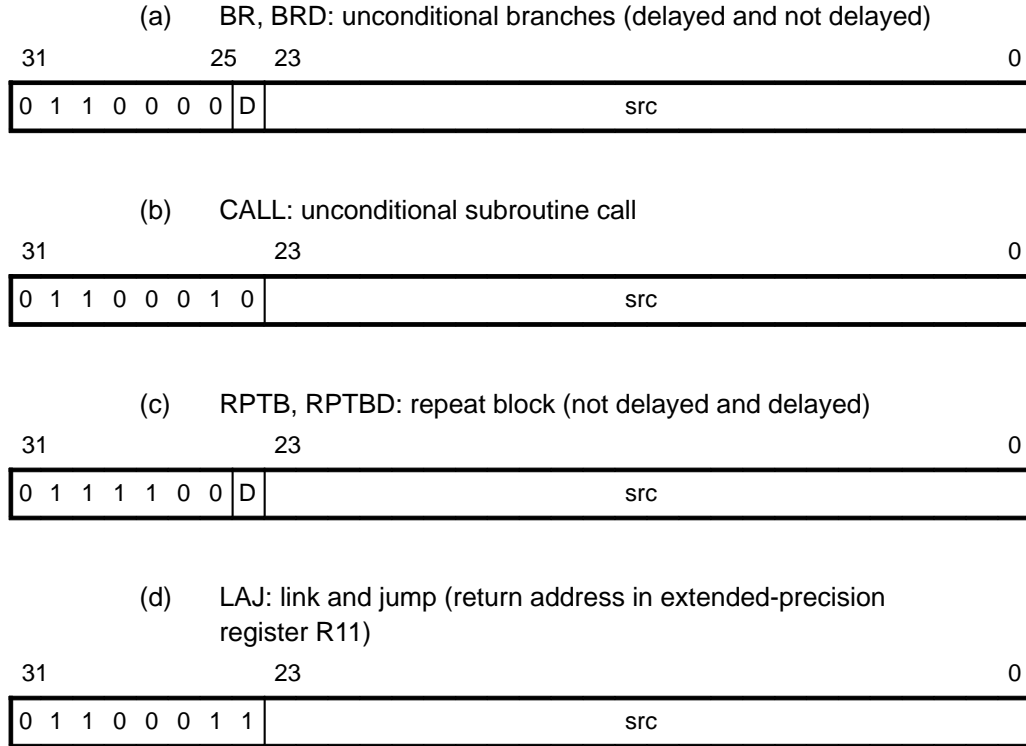 (a) BR, BRD: unconditional branches (delayed and not delayed)
31 25 23 0
0 1 1 0 0 0 0 D src
(b) CALL: unconditional subroutine call
31 23 0
0 1 1 0 0 0 1 0 src
(c) RPTB, RPTBD: repeat block (not delayed and delayed)
31 23 0
0 1 1 1 1 0 0 D src
(d) LAJ: link and jump (return address in extended-precision
register R11)
31 23 0
0 1 1 0 0 0 1 1 src